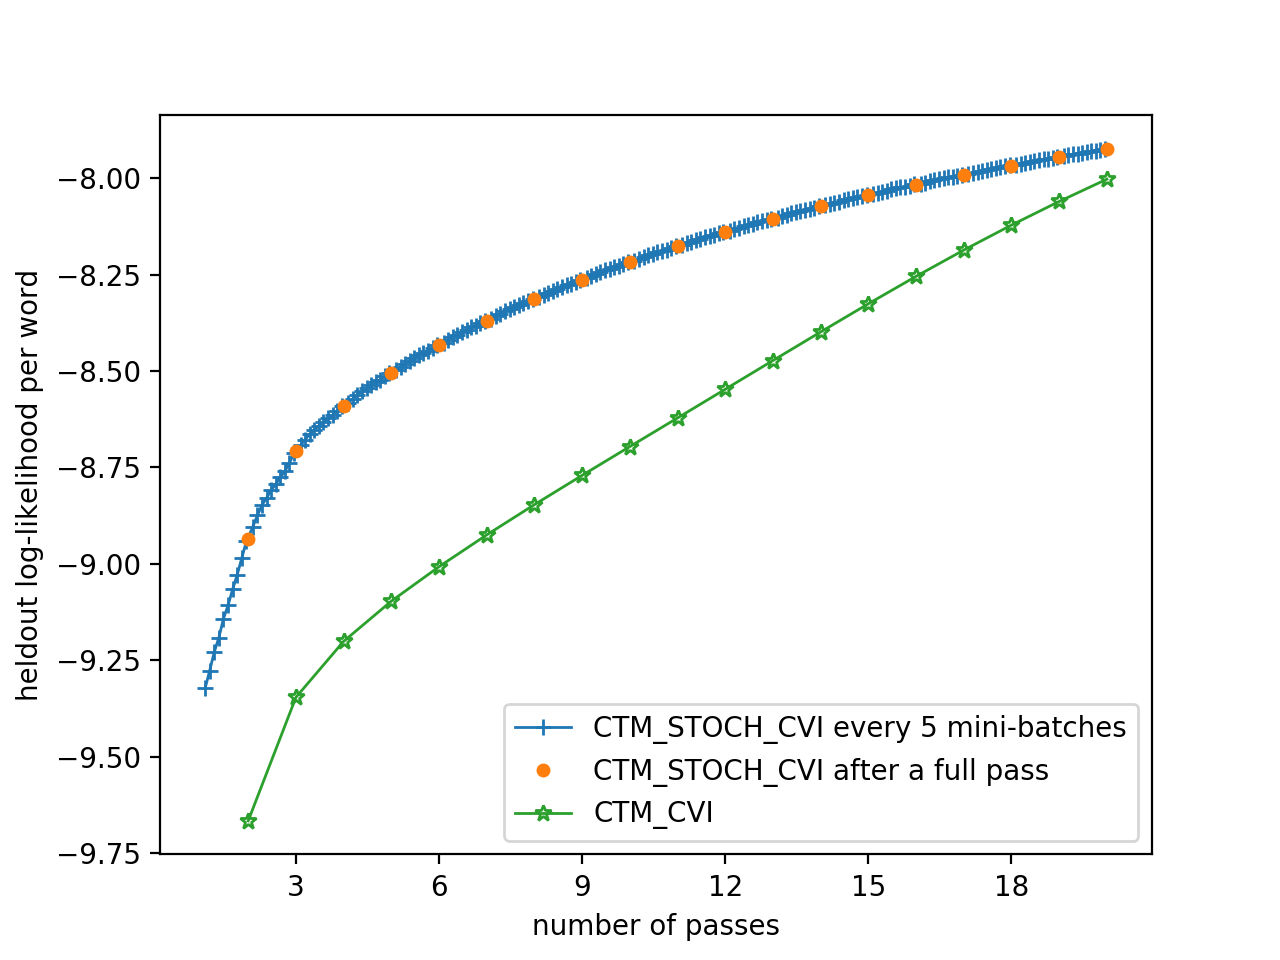 −8.00
−8.25
−8.50
−8.75
−9.00
−9.25
−9.50
−9.75
heldout log-likelihood per word
CTM_STOCH_CVI every 5 mini-batches
CTM_STOCH_CVI after a full pass
CTM_CVI
3 6 9 12 15 18
number of passes